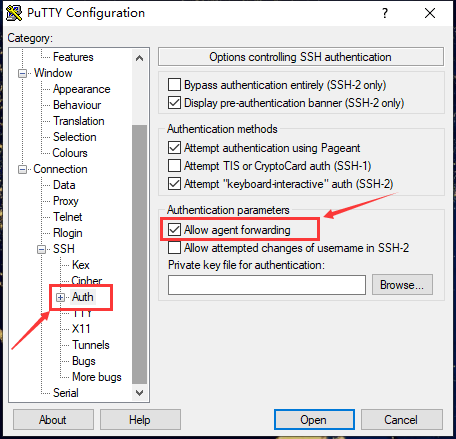 PuTTY Configuration
Category:
Features
Window
Appearance
Behaviour
Translation
Selection
Colours
Connection
Data
Proxy
Telnet
Rlogin
SSH
Kex
Cipher
Auth
TTY
X11
Tunnels
Bugs
More bugs
Serial
Options controlling SSH authentication
Bypass authentication entirely (SSH-2 only)
Display pre-authentication banner (SSH-2 only)
Authentication methods
Attempt authentication using Pageant
Attempt TIS or CryptoCard auth (SSH-1)
Attempt "keyboard-interactive" auth (SSH-2)
Authentication parameters
Allow agent forwarding
Allow attempted changes of username in SSH-2
Private key file for authentication:
Browse...
About
Help
Open
Cancel